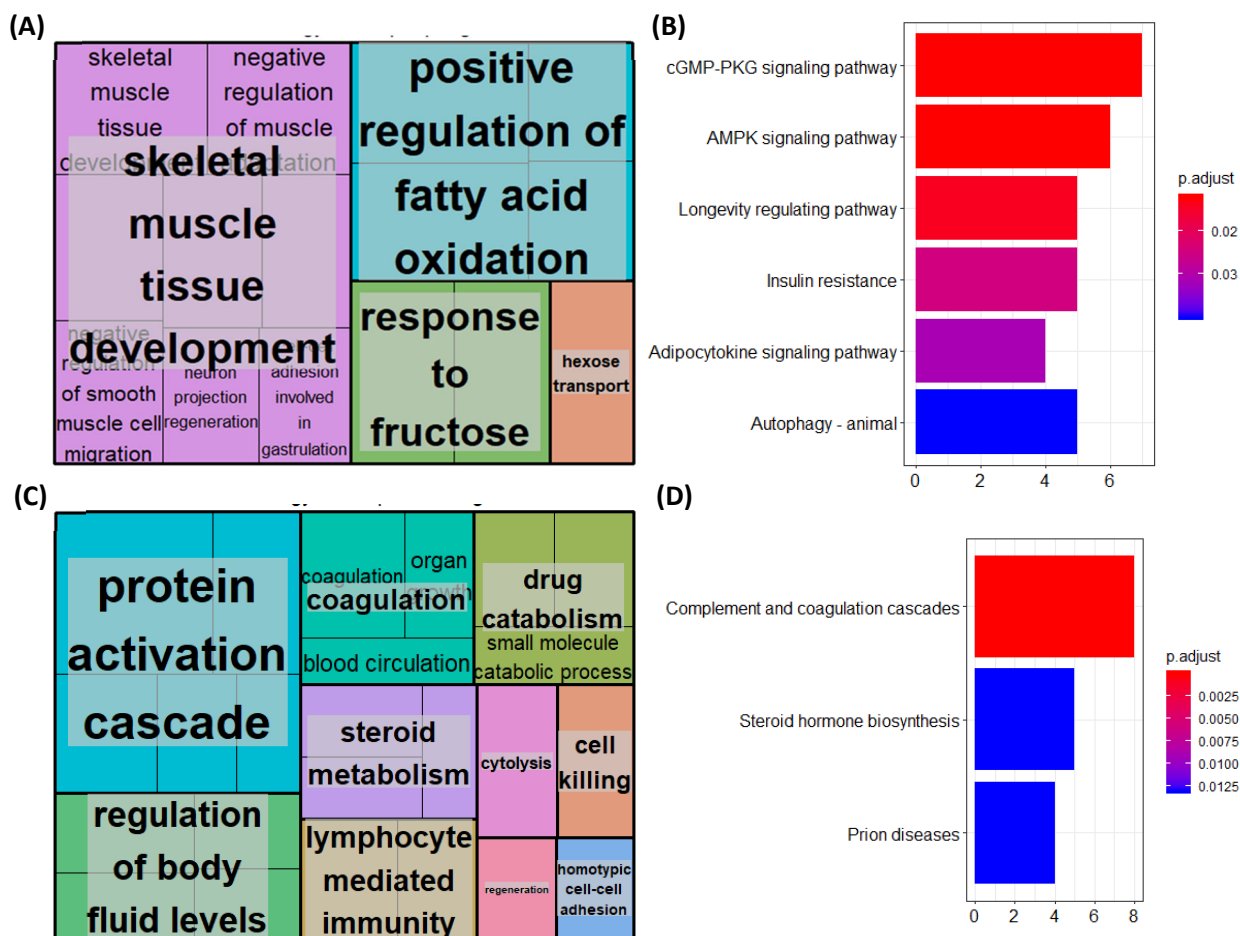 (A)
skeletal
muscle
tissue
development
negative
regulation
of muscle
adaptation
skeletal
muscle
tissue
development
negative
regulation
of smooth
muscle cell
migration
neuron
projection
regeneration
adhesion
involved
in
gastrulation
positive
regulation of
fatty acid
oxidation
response
to
fructose
hexose
transport
(B)
cGMP-PKG signaling pathway
AMPK signaling pathway
Longevity regulating pathway
Insulin resistance
Adipocytokine signaling pathway
Autophagy - animal
0 2 4 6
p.adjust
0.02
0.03
(C)
protein
activation
cascade
regulation
of body
fluid levels
coagulation
organ
growth
coagulation
blood circulation
drug
catabolism
small molecule
catabolic process
steroid
metabolism
cytolysis
cell
killing
lymphocyte
mediated
immunity
regeneration
homotypic
cell-cell
adhesion
(D)
Complement and coagulation cascades
Steroid hormone biosynthesis
Prion diseases
0 2 4 6 8
p.adjust
0.0025
0.0050
0.0075
0.0100
0.0125